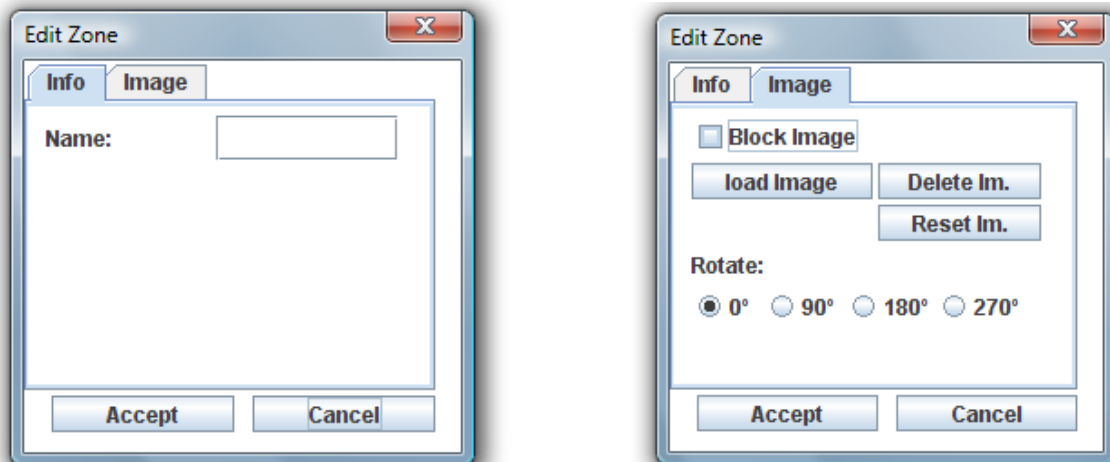 Edit Zone
Info Image
Name:
Accept Cancel
Edit Zone
Info Image
Block Image
load Image Delete Im.
Reset Im.
Rotate:
0° 90° 180° 270°
Accept Cancel